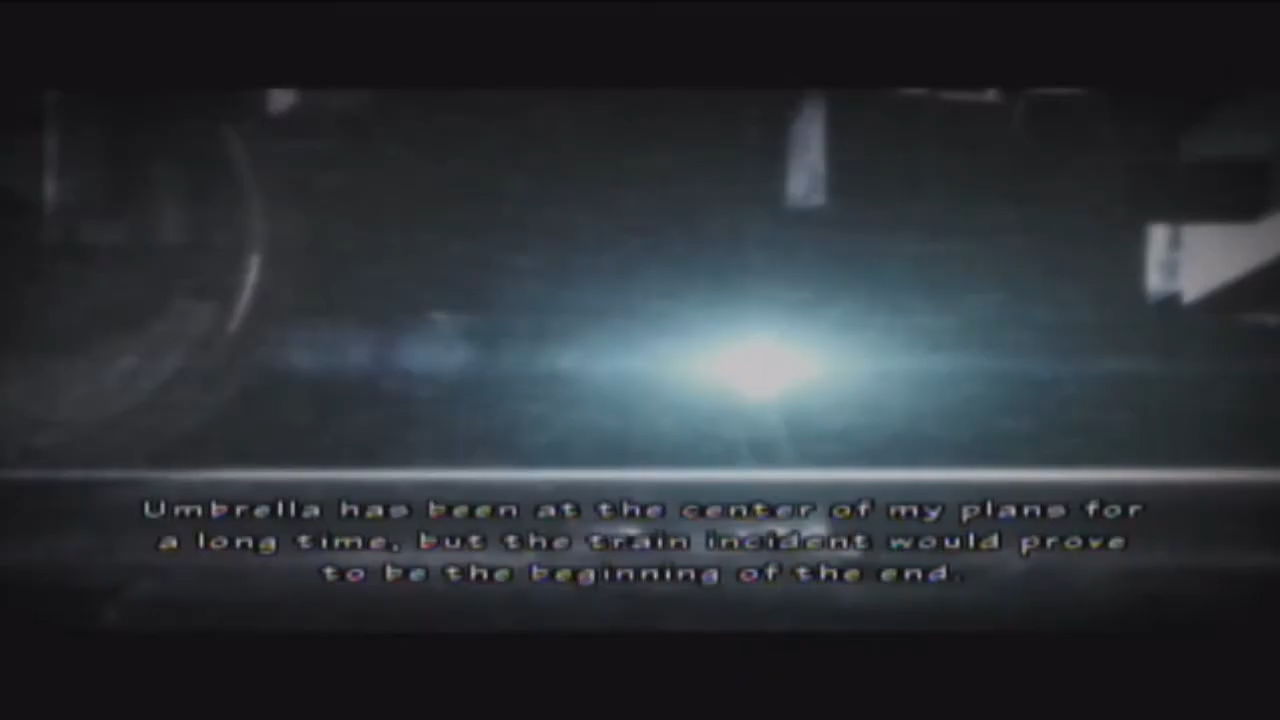 Umbrella has been at the center of my plans for
a long time, but the train incident would prove
to be the beginning of the end.